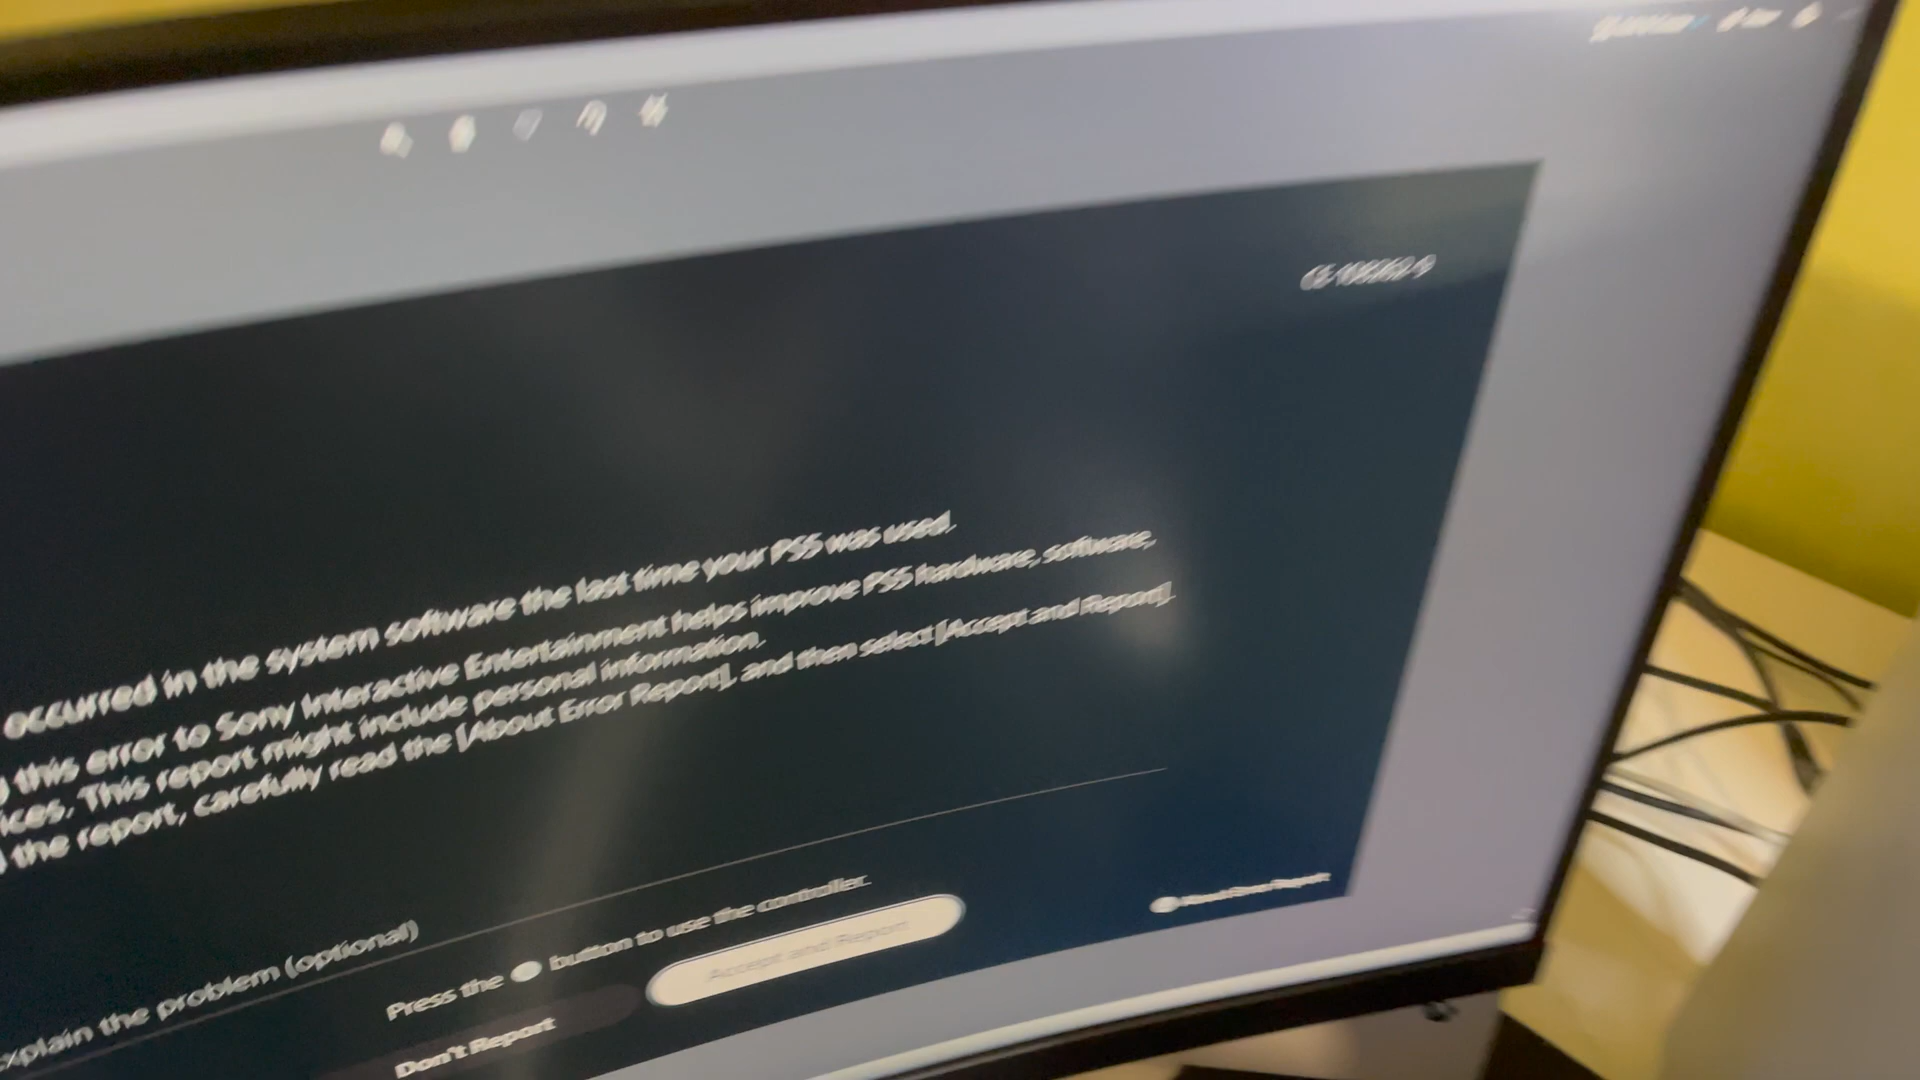 occurred in the system software the last time your PS5 was used.
this error to Sony Interactive Entertainment helps improve PS5 hardware, software,
ices. This report might include personal information.
the report, carefully read the [About Error Report], and then select [Accept and Report].
xplain the problem (optional)
Press the button to use the controller.
Accept and Report
Don't Report
About Error Report